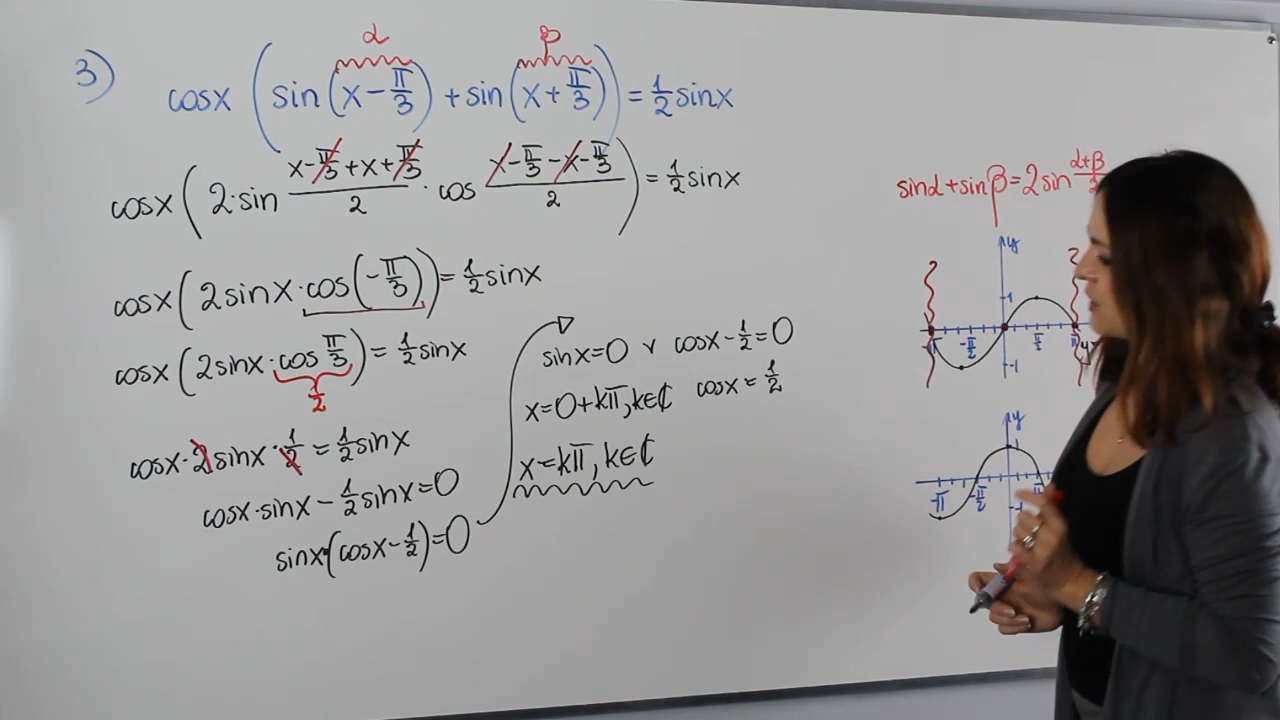 3)
α β
cosx (sin(x-π/3)+sin(x+π/3))=1/2 sinx
cosx(2·sin (x-π/3+x+π/3)/2 · cos (x-π/3-x-π/3)/2)=1/2 sinx
cosx(2sinx·cos(-π/3))=1/2 sinx
cosx(2sinx·cos π/3)=1/2 sinx
1/2
cosx·2sinx·1/2=1/2 sinx
cosx·sinx-1/2 sinx=0
sinx·(cosx-1/2)=0
sinx=0 v cosx-1/2=0
x=0+kπ, k∈ℂ cosx=1/2
x=kπ, k∈ℂ
sinα+sinβ=2sin (α+β)/2
y
1
-π -π/2 π/2 π
-1
y
1
-π -π/2
-1